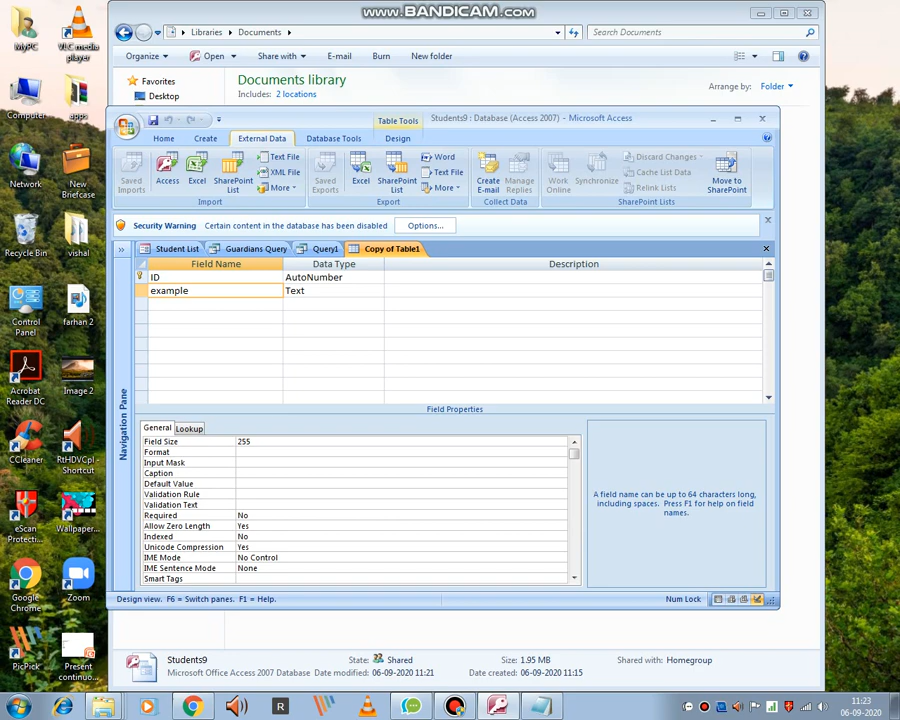 www.BANDICAM.com
Libraries
Documents
Search Documents
Organize
Open
Share with
E-mail
Burn
New folder
Favorites
Desktop
Documents library
Includes: 2 locations
Arrange by: Folder
Table Tools
Students9 : Database (Access 2007) - Microsoft Access
Home
Create
External Data
Database Tools
Design
Saved Imports
Access
Excel
SharePoint List
Text File
XML File
More
Import
Saved Exports
Excel
SharePoint List
Word
Text File
More
Export
Create E-mail
Manage Replies
Collect Data
Work Online
Synchronize
Discard Changes
Cache List Data
Relink Lists
Move to SharePoint
SharePoint Lists
Security Warning Certain content in the database has been disabled
Options...
Student List
Guardians Query
Query1
Copy of Table1
Field Name Data Type Description
ID AutoNumber
example Text
Navigation Pane
Field Properties
General Lookup
Field Size 255
Format
Input Mask
Caption
Default Value
Validation Rule
Validation Text
Required No
Allow Zero Length Yes
Indexed No
Unicode Compression Yes
IME Mode No Control
IME Sentence Mode None
Smart Tags
A field name can be up to 64 characters long,
including spaces. Press F1 for help on field
names.
Design view. F6 = Switch panes. F1 = Help.
Num Lock
Students9
Microsoft Office Access 2007 Database
State: Shared
Date modified: 06-09-2020 11:21
Size: 1.95 MB
Date created: 06-09-2020 11:15
Shared with: Homegroup
MyPC
VLC media player
Computer
apps
Network
New Briefcase
Recycle Bin
vishal
Control Panel
farhan 2
Acrobat Reader DC
Image 2
CCleaner
RtHDVCpl - Shortcut
eScan Protecti...
Wallpaper...
Google Chrome
Zoom
PicPick
Present continuo...
R
11:23
06-09-2020